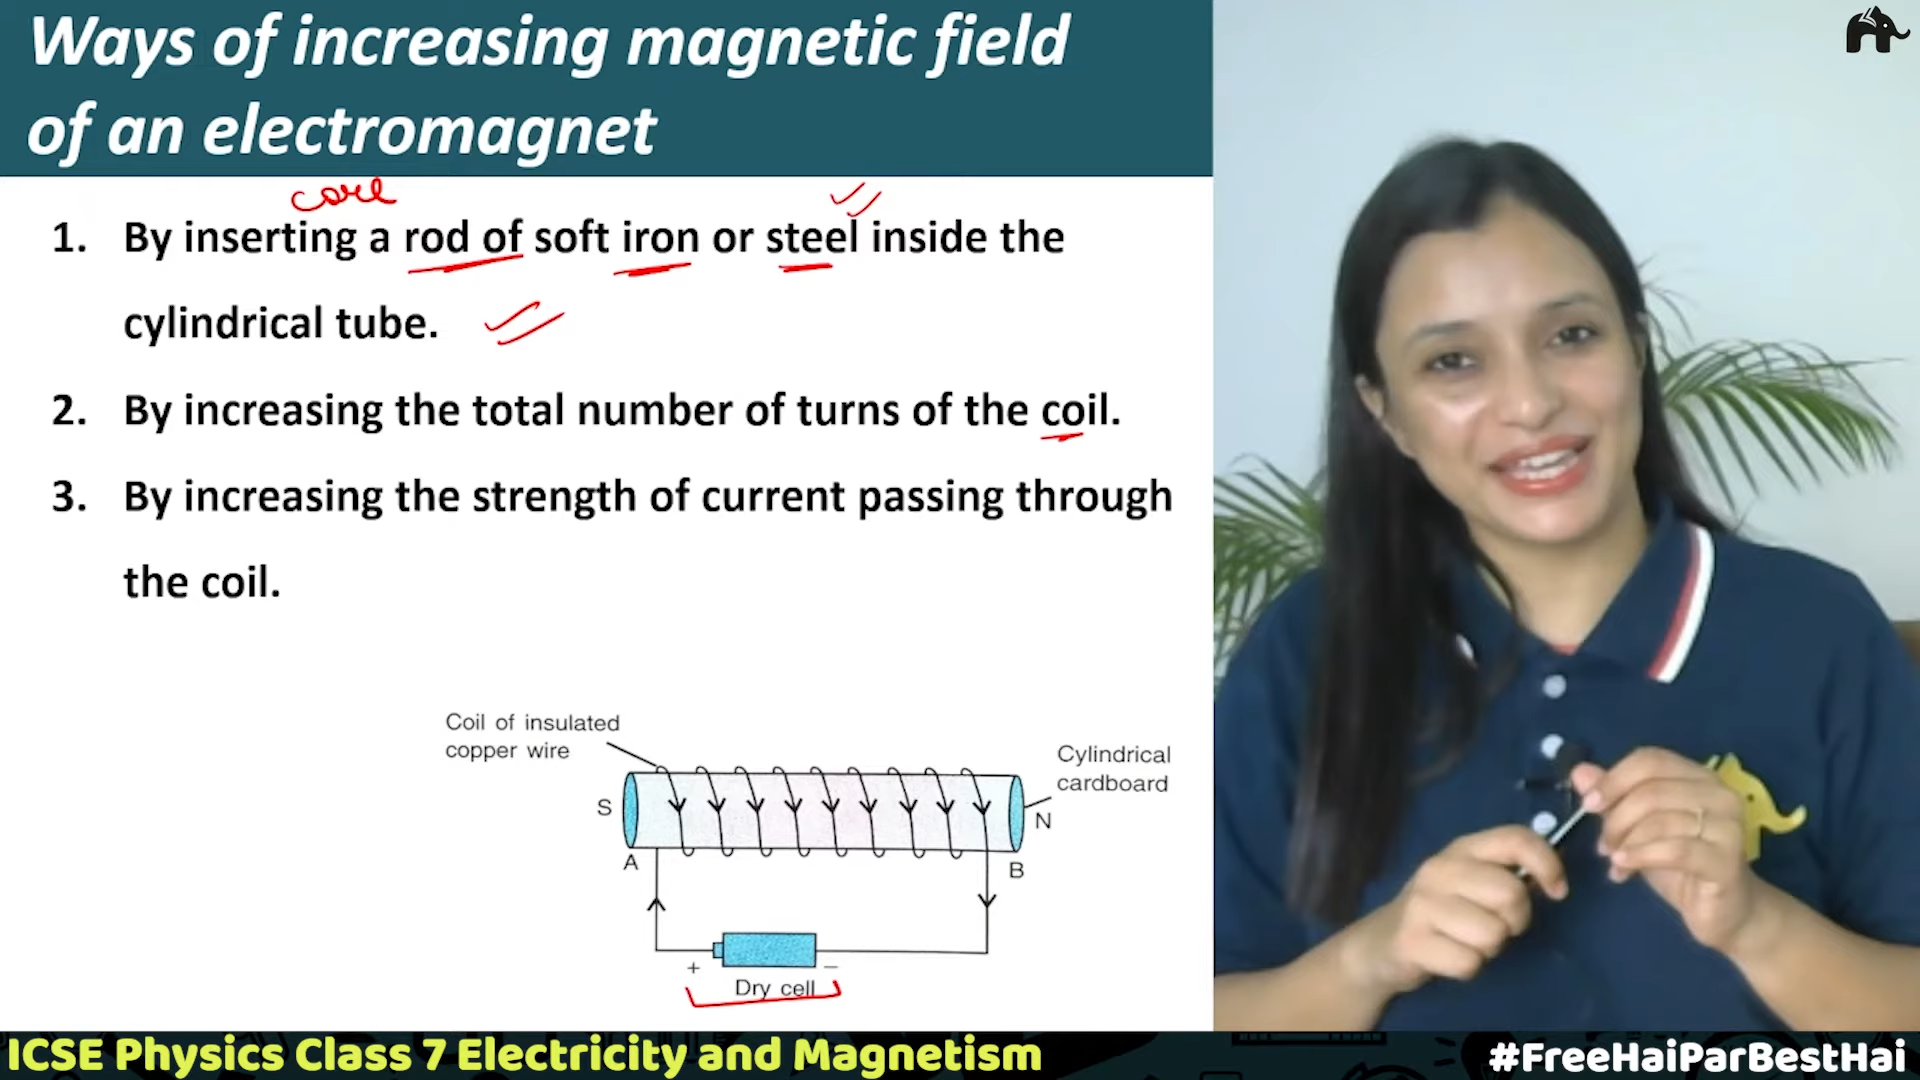 Ways of increasing magnetic field
of an electromagnet
core
1. By inserting a rod of soft iron or steel inside the
cylindrical tube.
2. By increasing the total number of turns of the coil.
3. By increasing the strength of current passing through
the coil.
Coil of insulated
copper wire
Cylindrical
cardboard
S
N
A
B
+ −
Dry cell
ICSE Physics Class 7 Electricity and Magnetism
#FreeHaiParBestHai